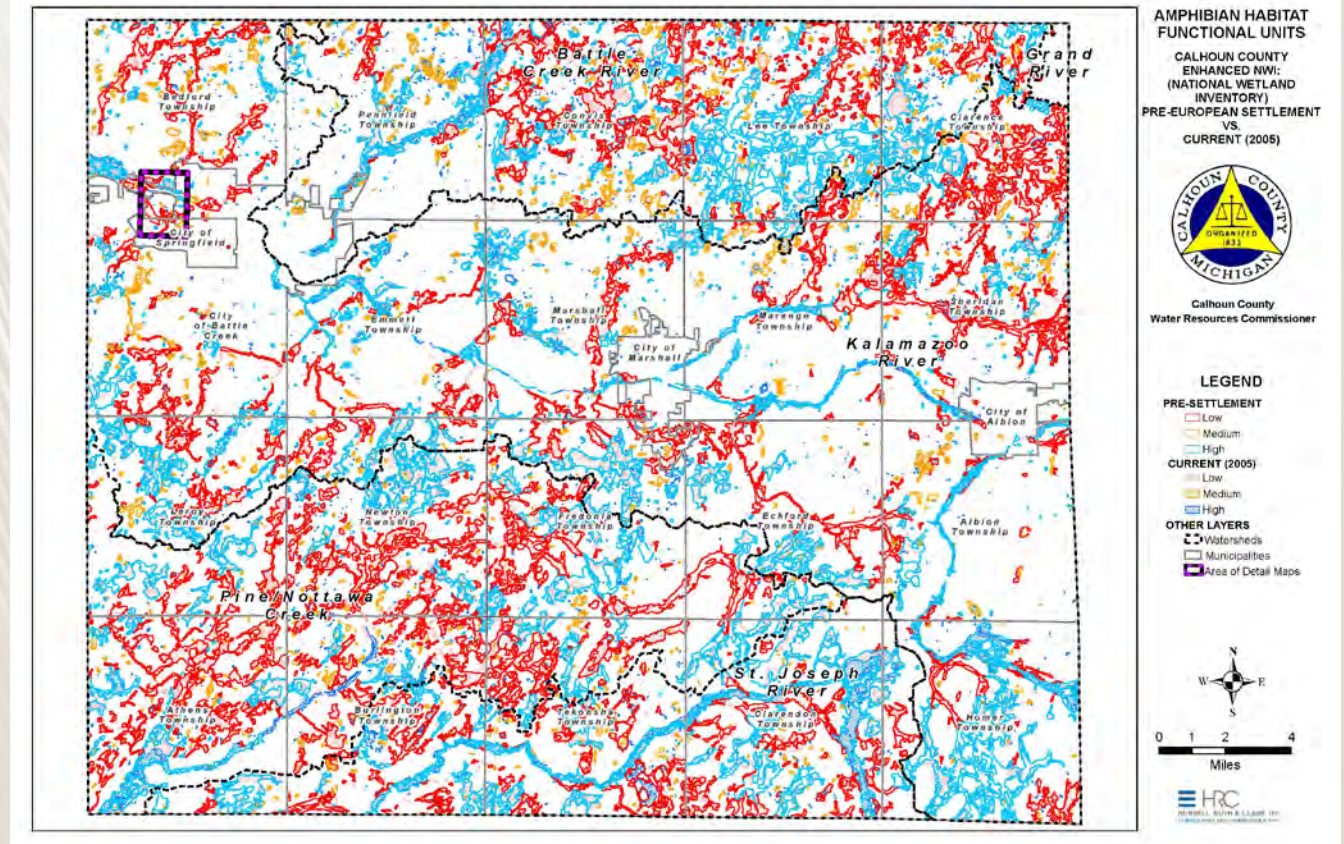 AMPHIBIAN HABITAT
FUNCTIONAL UNITS
CALHOUN COUNTY
ENHANCED NWI:
(NATIONAL WETLAND
INVENTORY)
PRE-EUROPEAN SETTLEMENT
VS.
CURRENT (2005)
CALHOUN COUNTY
ORGANIZED
1833
MICHIGAN
Calhoun County
Water Resources Commissioner
LEGEND
PRE-SETTLEMENT
Low
Medium
High
CURRENT (2005)
Low
Medium
High
OTHER LAYERS
Watersheds
Municipalities
Area of Detail Maps
N
W E
S
0 1 2 4
Miles
HRC
Battle
Creek River
Grand
River
Bedford
Township
Pennfield
Township
Convis
Township
Lee Township
Clarence
Township
City of
Springfield
City
of Battle
Creek
Emmett
Township
Marshall
Township
City of
Marshall
Marengo
Township
Sheridan
Township
Kalamazoo
River
City of
Albion
Leroy
Township
Newton
Township
Fredonia
Township
Eckford
Township
Albion
Township
Pine/Nottawa
Creek
St. Joseph
River
Athens
Township
Burlington
Township
Tekonsha
Township
Clarendon
Township
Homer
Township